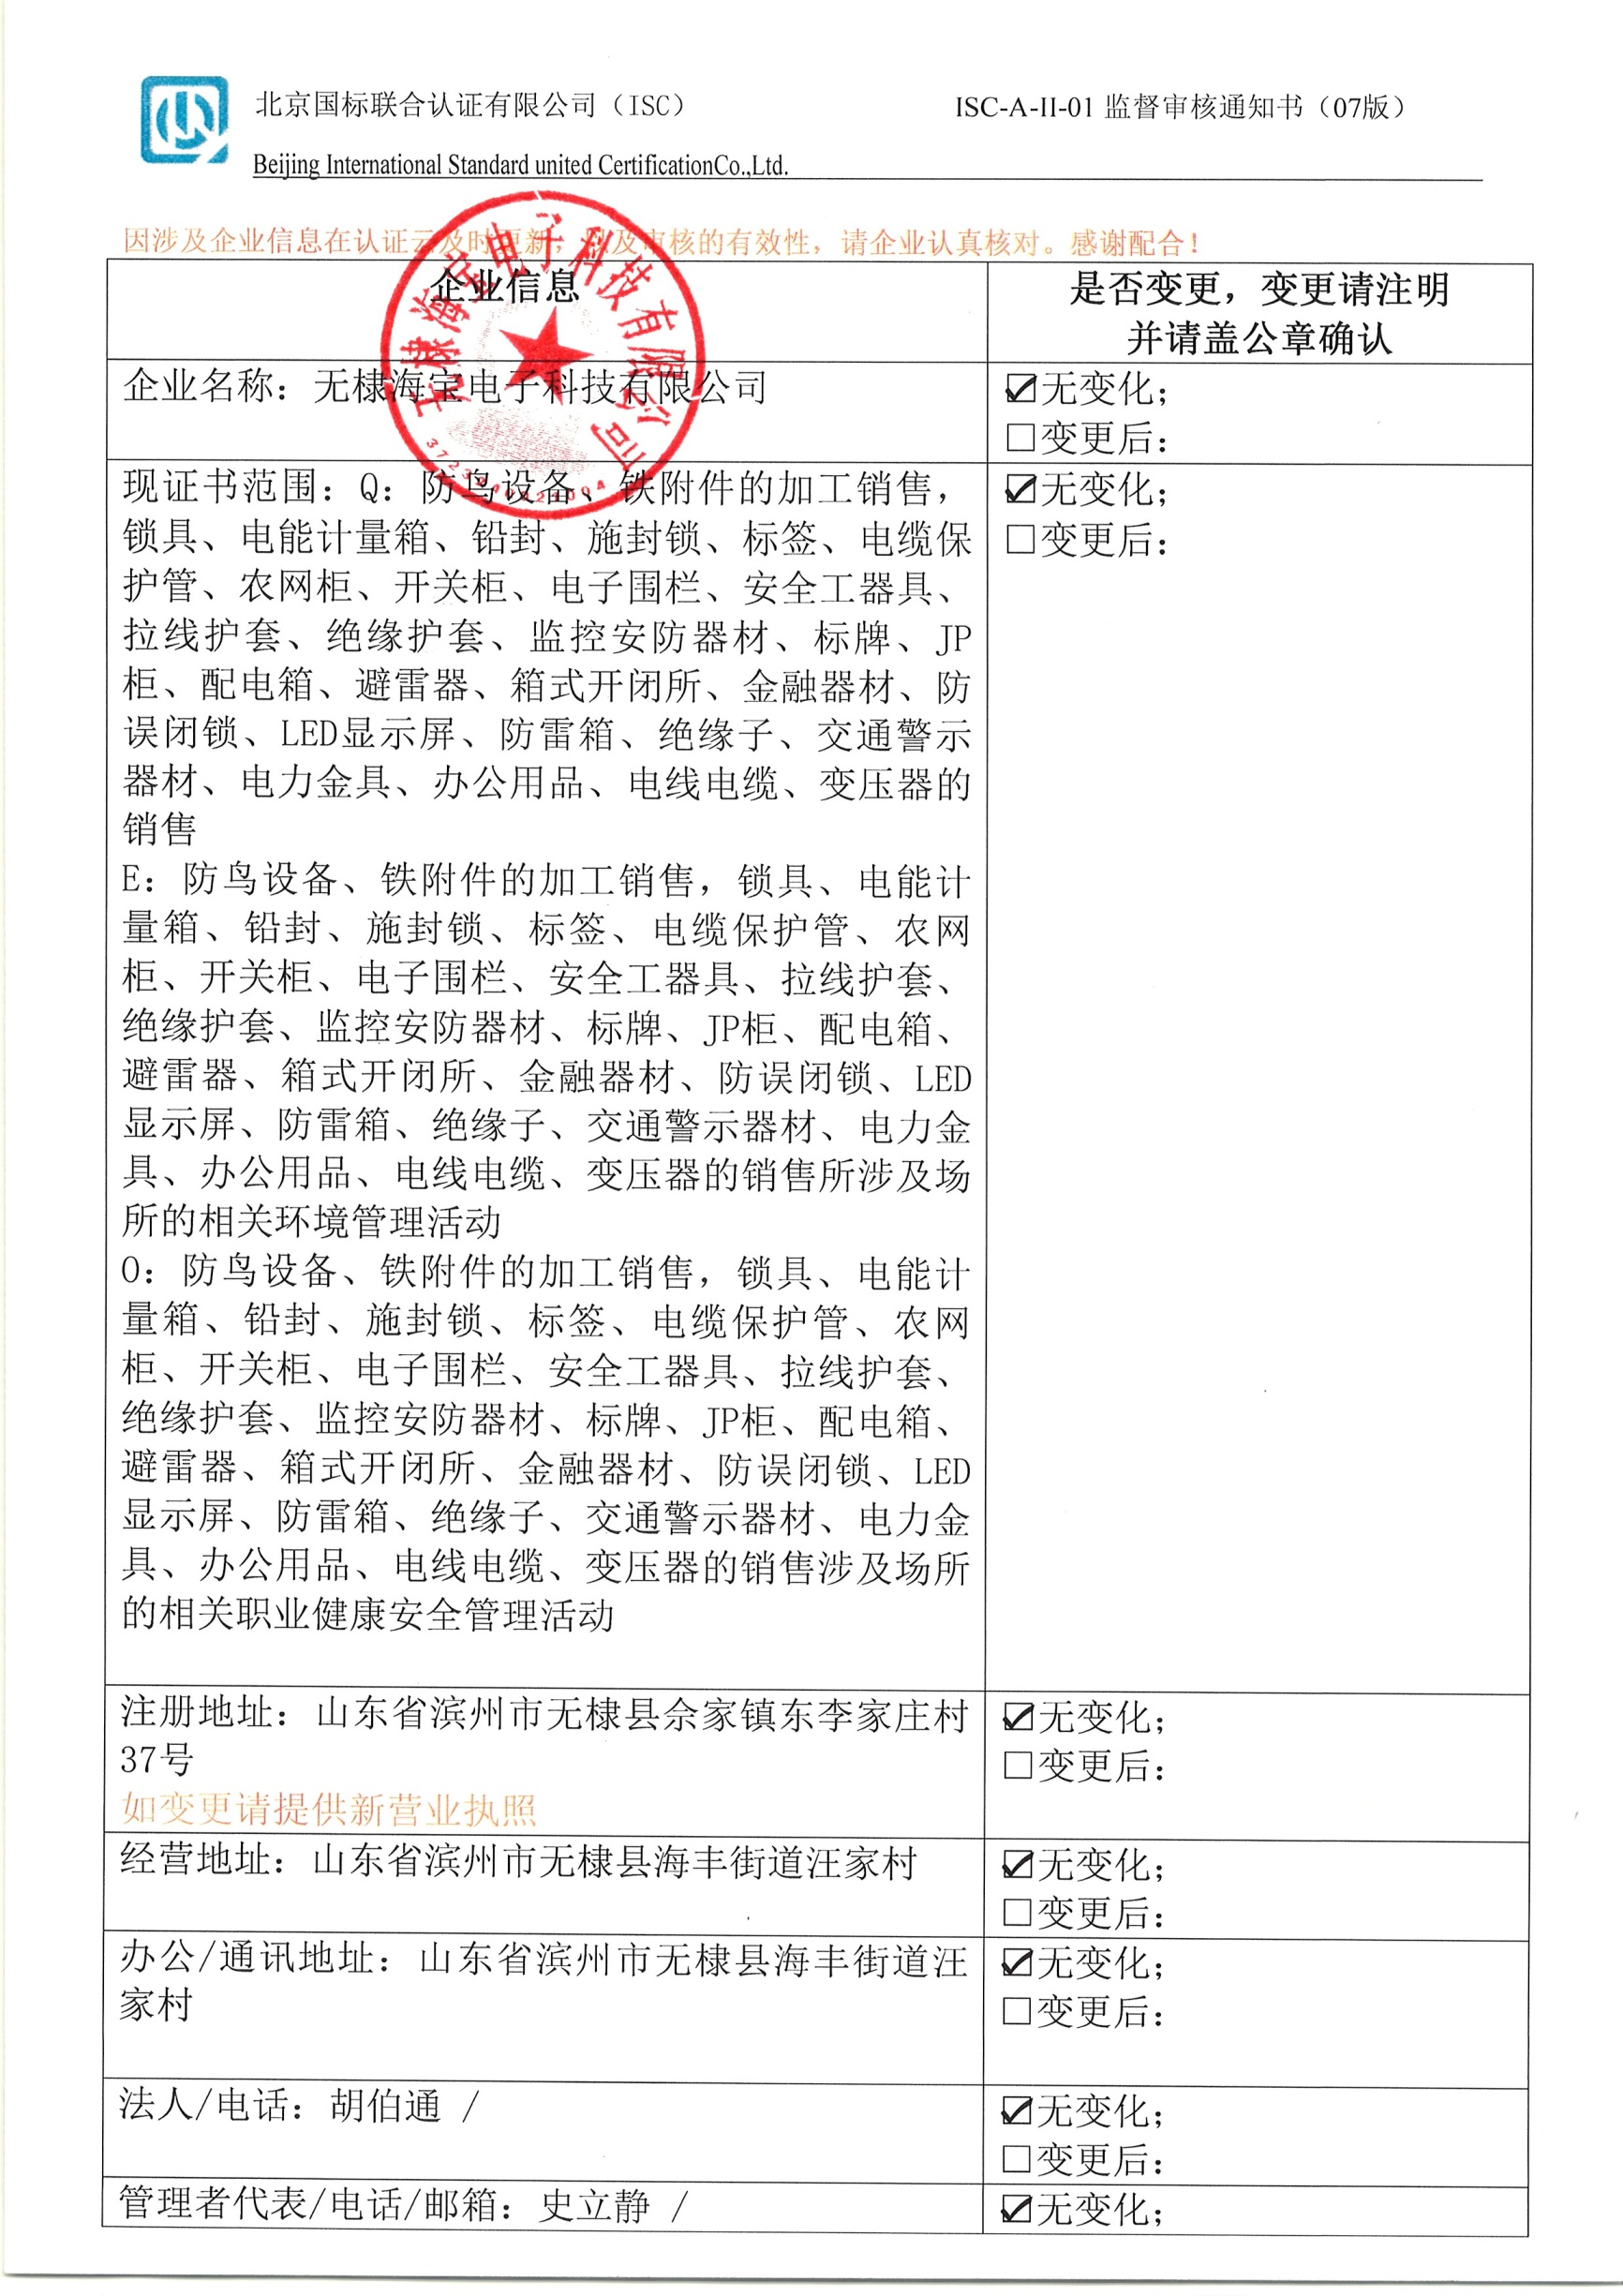 北京国标联合认证有限公司（ISC）
ISC-A-II-01 监督审核通知书（07版）
Beijing International Standard united CertificationCo.,Ltd.
因涉及企业信息在认证云及时更新，以及审核的有效性，请企业认真核对。感谢配合！
无棣海宝电子科技有限公司
企业信息
是否变更，变更请注明
并请盖公章确认
企业名称：无棣海宝电子科技有限公司
☑无变化；
□变更后：
现证书范围：Q：防鸟设备、铁附件的加工销售，
锁具、电能计量箱、铅封、施封锁、标签、电缆保
护管、农网柜、开关柜、电子围栏、安全工器具、
拉线护套、绝缘护套、监控安防器材、标牌、JP
柜、配电箱、避雷器、箱式开闭所、金融器材、防
误闭锁、LED显示屏、防雷箱、绝缘子、交通警示
器材、电力金具、办公用品、电线电缆、变压器的
销售
E：防鸟设备、铁附件的加工销售，锁具、电能计
量箱、铅封、施封锁、标签、电缆保护管、农网
柜、开关柜、电子围栏、安全工器具、拉线护套、
绝缘护套、监控安防器材、标牌、JP柜、配电箱、
避雷器、箱式开闭所、金融器材、防误闭锁、LED
显示屏、防雷箱、绝缘子、交通警示器材、电力金
具、办公用品、电线电缆、变压器的销售所涉及场
所的相关环境管理活动
O：防鸟设备、铁附件的加工销售，锁具、电能计
量箱、铅封、施封锁、标签、电缆保护管、农网
柜、开关柜、电子围栏、安全工器具、拉线护套、
绝缘护套、监控安防器材、标牌、JP柜、配电箱、
避雷器、箱式开闭所、金融器材、防误闭锁、LED
显示屏、防雷箱、绝缘子、交通警示器材、电力金
具、办公用品、电线电缆、变压器的销售涉及场所
的相关职业健康安全管理活动
☑无变化；
□变更后：
注册地址：山东省滨州市无棣县佘家镇东李家庄村
37号
如变更请提供新营业执照
☑无变化；
□变更后：
经营地址：山东省滨州市无棣县海丰街道汪家村
☑无变化；
□变更后：
办公/通讯地址：山东省滨州市无棣县海丰街道汪
家村
☑无变化；
□变更后：
法人/电话：胡伯通 /
☑无变化；
□变更后：
管理者代表/电话/邮箱：史立静 /
☑无变化；